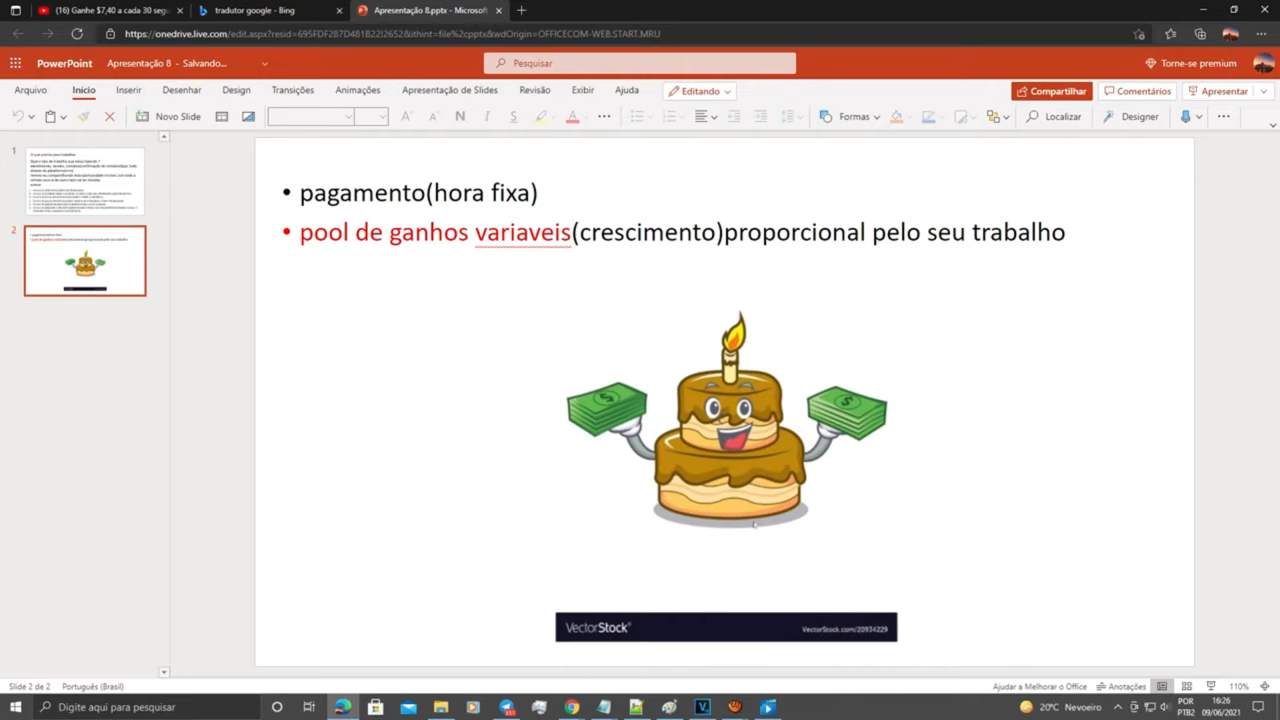 (16) Ganhe $7,40 a cada 30 segu
tradutor google - Bing
Apresentação 8.pptx - Microsoft
https://onedrive.live.com/edit.aspx?resid=695FDF287D481B22!2652&ithint=file%2cpptx&wdOrigin=OFFICECOM-WEB.START.MRU
PowerPoint
Apresentação 8 - Salvando...
Pesquisar
Torne-se premium
Arquivo
Início
Inserir
Desenhar
Design
Transições
Animações
Apresentação de Slides
Revisão
Exibir
Ajuda
Editando
Compartilhar
Comentários
Apresentar
Novo Slide
N
I
S
A
Formas
Localizar
Designer
1
2
• pagamento(hora fixa)
• pool de ganhos variaveis(crescimento)proporcional pelo seu trabalho
VectorStock®
VectorStock.com/20934229
Slide 2 de 2
Português (Brasil)
Ajudar a Melhorar o Office
Anotações
110%
Digite aqui para pesquisar
20°C Nevoeiro
POR
PTB2
16:26
09/06/2021